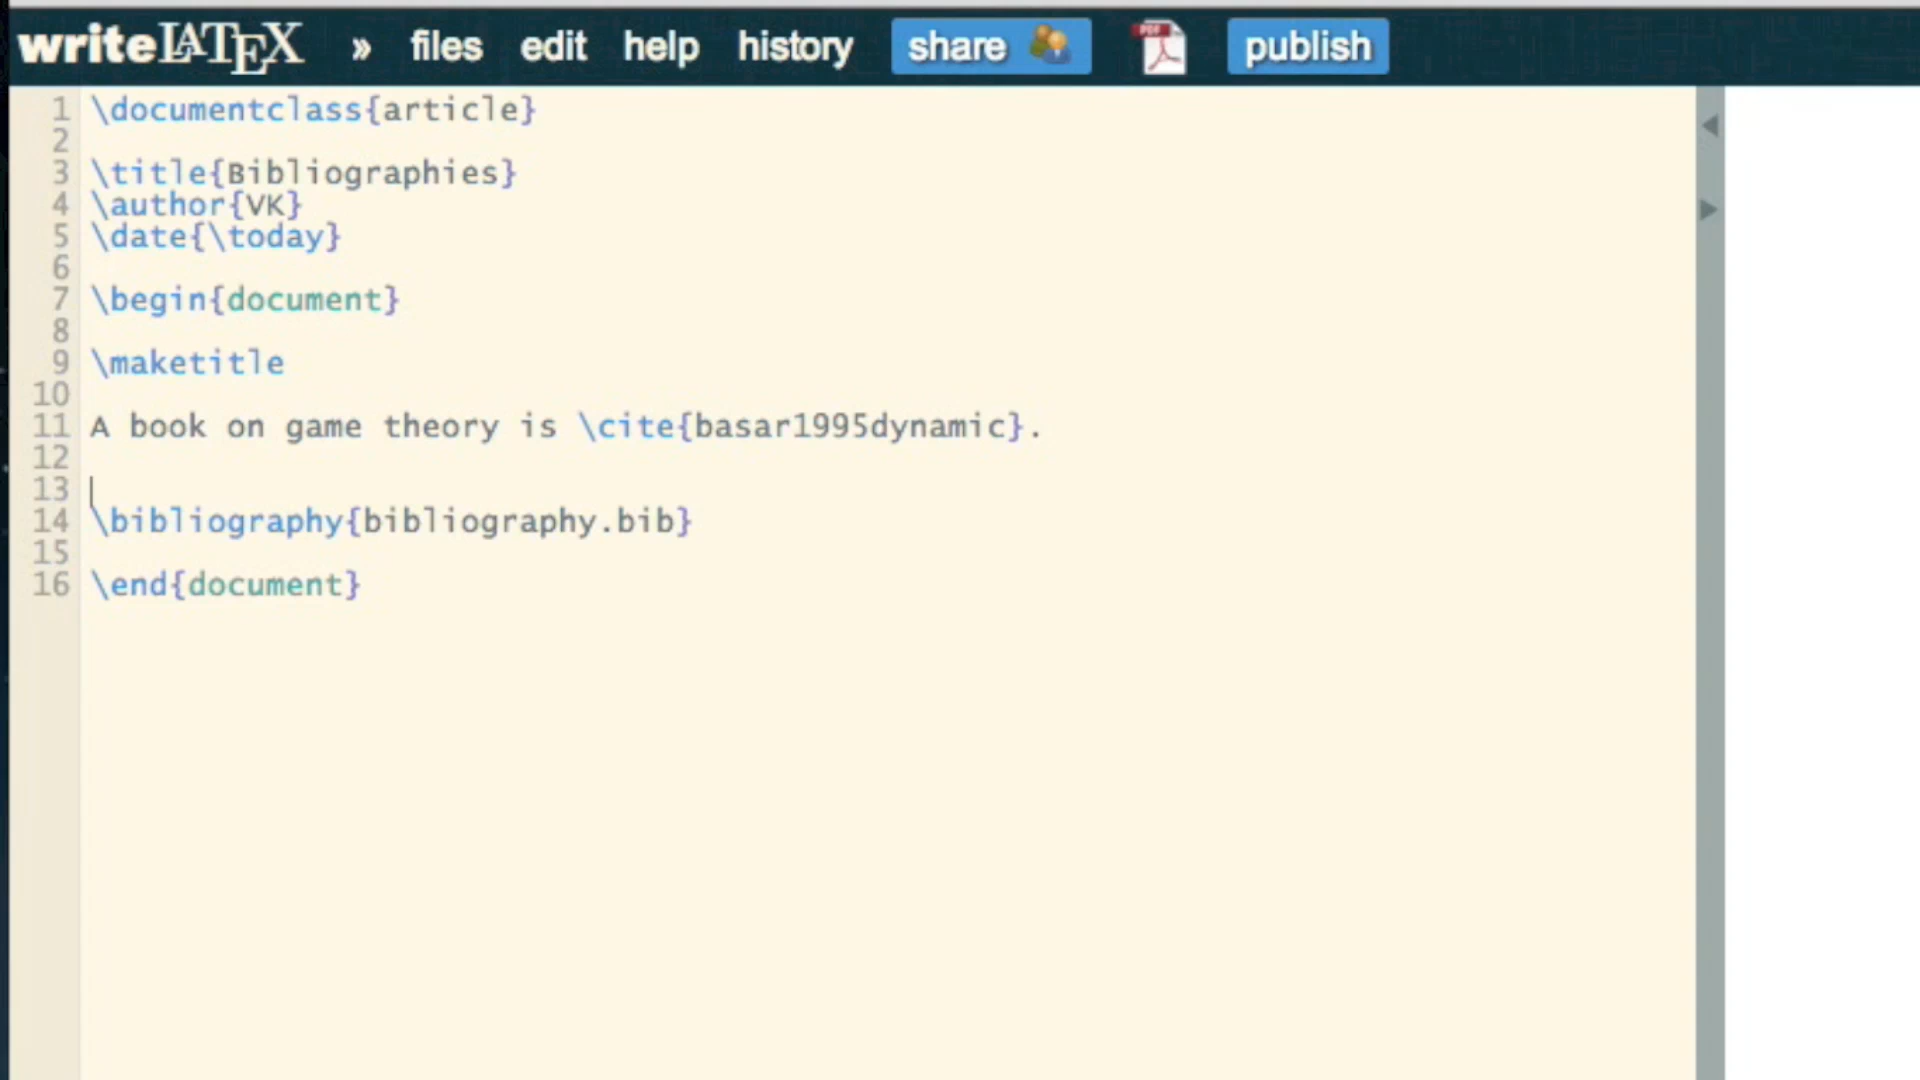 writeLATEX » files edit help history share PDF publish
1 \documentclass{article}
2
3 \title{Bibliographies}
4 \author{VK}
5 \date{\today}
6
7 \begin{document}
8
9 \maketitle
10
11 A book on game theory is \cite{basar1995dynamic}.
12
13
14 \bibliography{bibliography.bib}
15
16 \end{document}